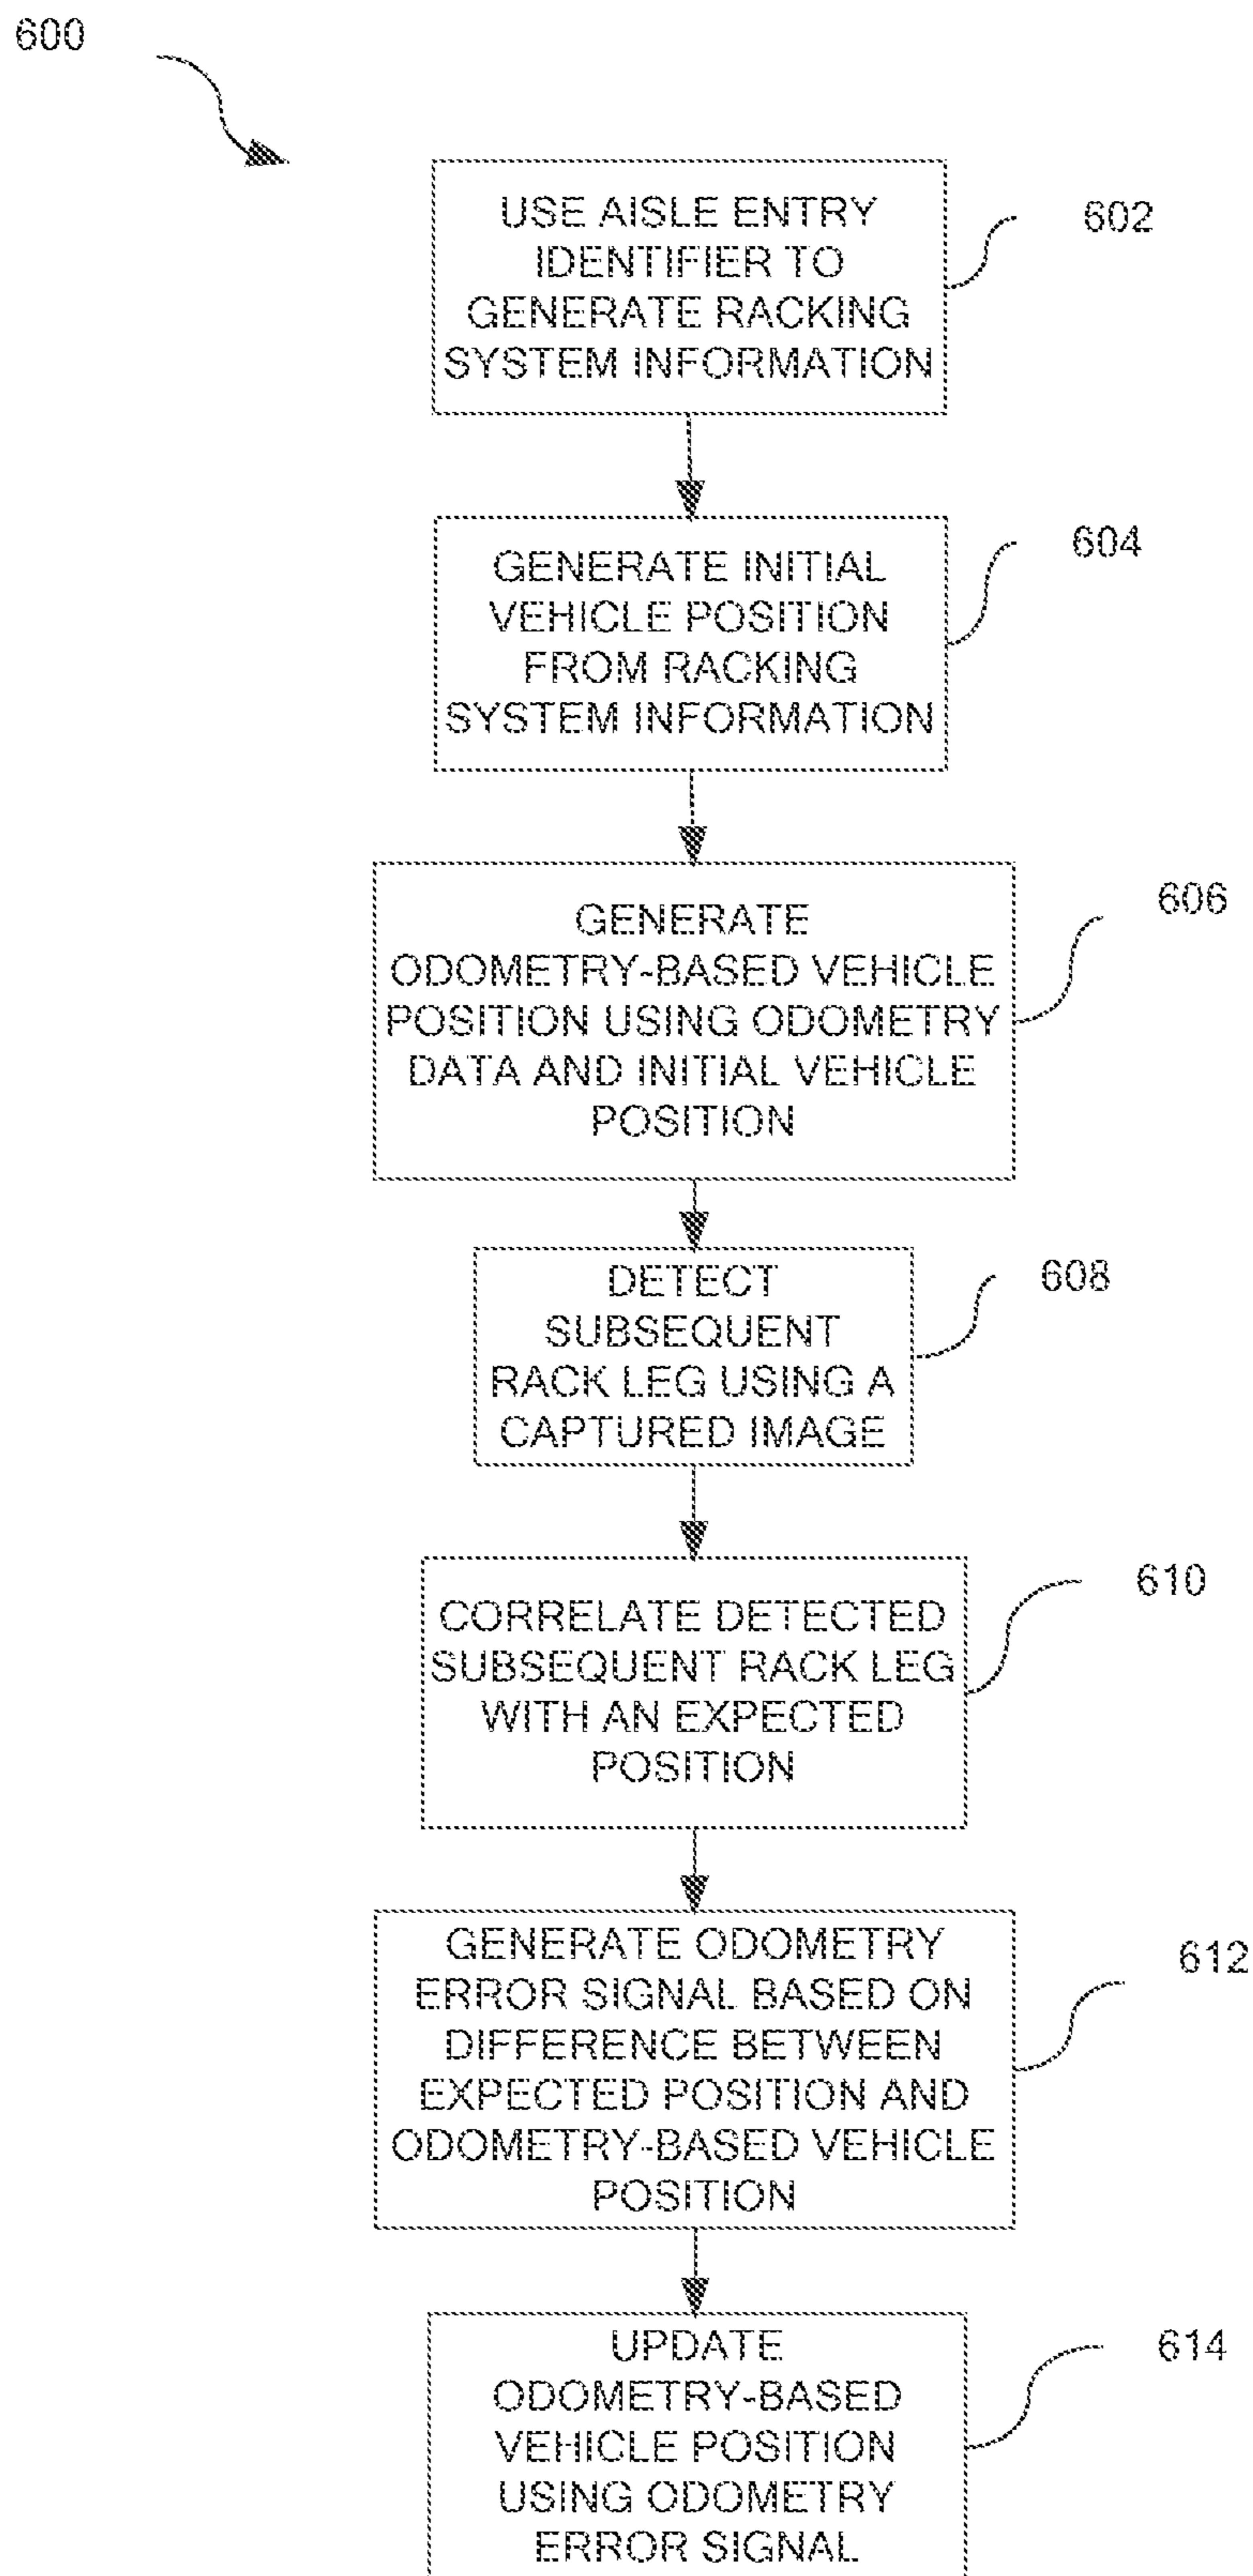 600
USE AISLE ENTRY
IDENTIFIER TO
GENERATE RACKING
SYSTEM INFORMATION
602
GENERATE INITIAL
VEHICLE POSITION
FROM RACKING
SYSTEM INFORMATION
604
GENERATE
ODOMETRY-BASED VEHICLE
POSITION USING ODOMETRY
DATA AND INITIAL VEHICLE
POSITION
606
DETECT
SUBSEQUENT
RACK LEG USING A
CAPTURED IMAGE
608
CORRELATE DETECTED
SUBSEQUENT RACK LEG
WITH AN EXPECTED
POSITION
610
GENERATE ODOMETRY
ERROR SIGNAL BASED ON
DIFFERENCE BETWEEN
EXPECTED POSITION AND
ODOMETRY-BASED VEHICLE
POSITION
612
UPDATE
ODOMETRY-BASED
VEHICLE POSITION
USING ODOMETRY
ERROR SIGNAL
614